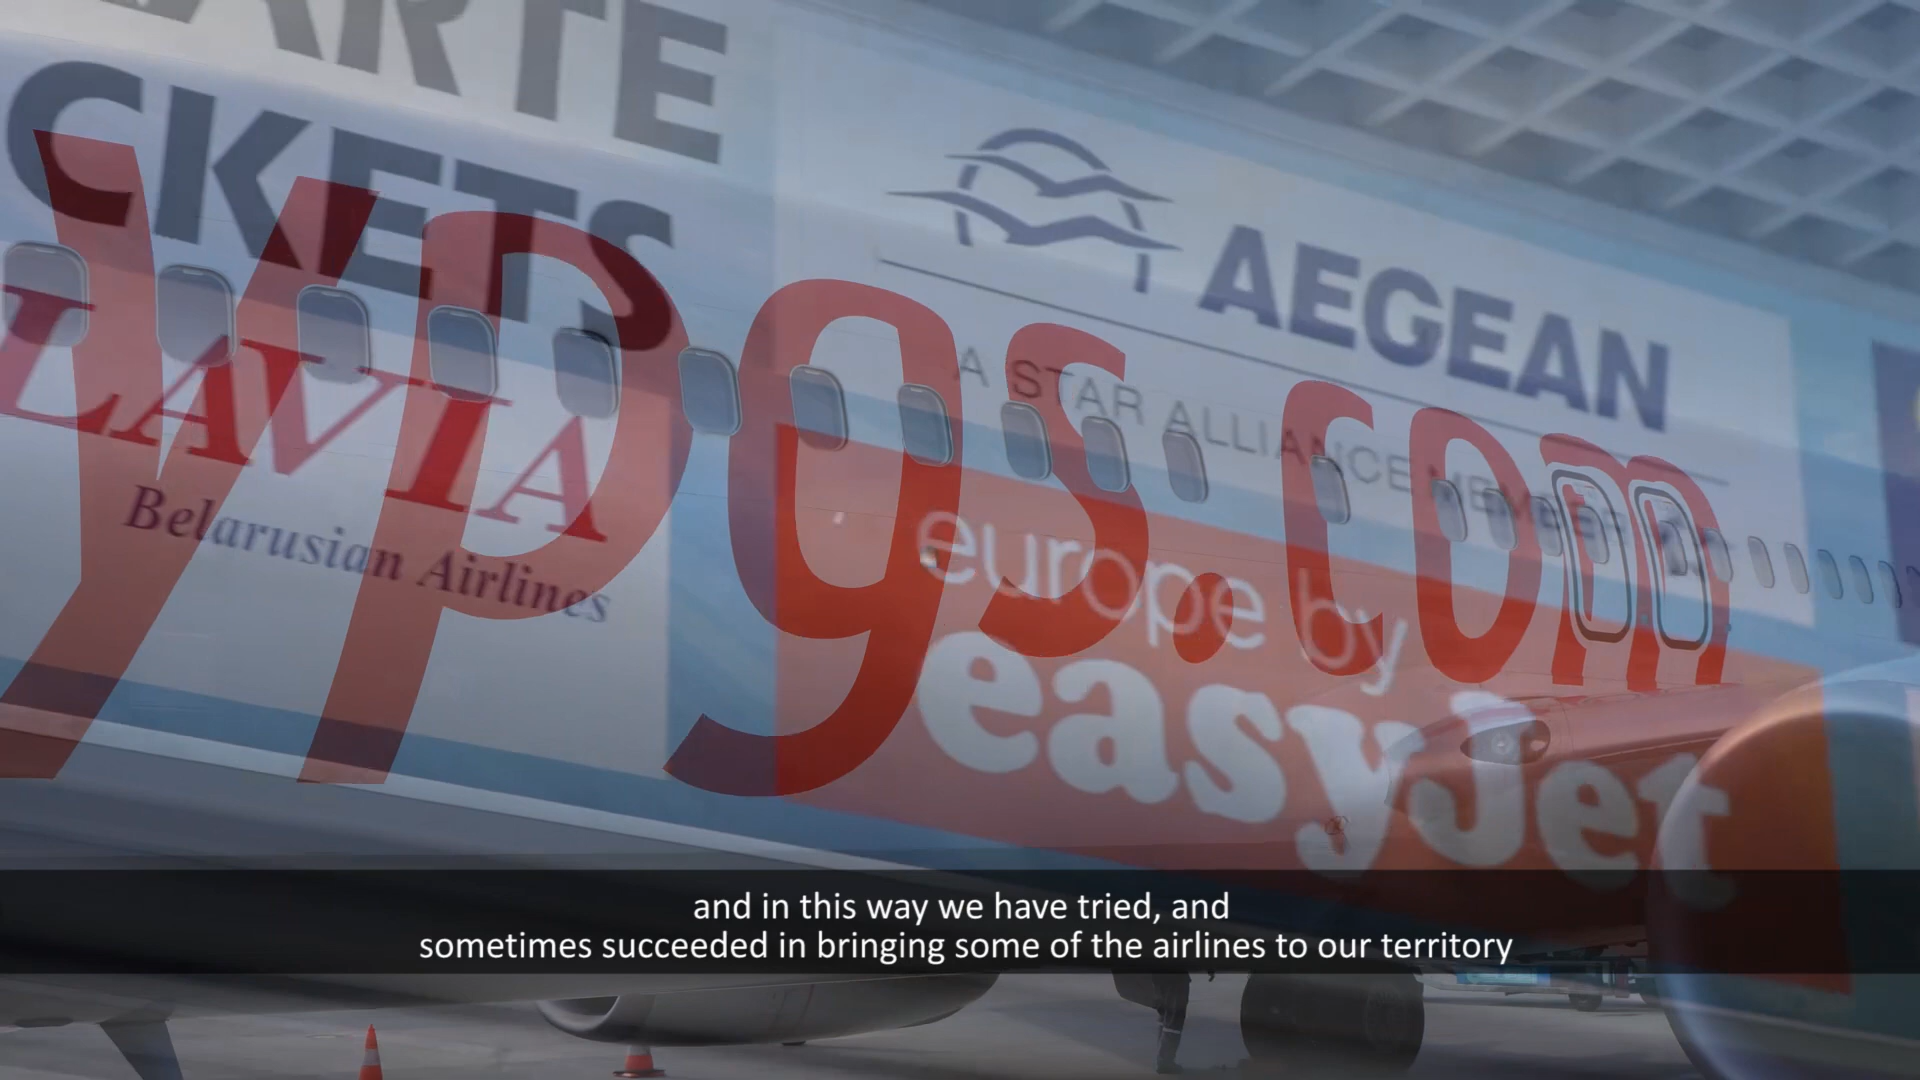 ARTE
CKETS
LAVIA
Belarusian Airlines
AEGEAN
A STAR ALLIANCE MEMBER
europe by
easyJet
ypgs.com
and in this way we have tried, and
sometimes succeeded in bringing some of the airlines to our territory